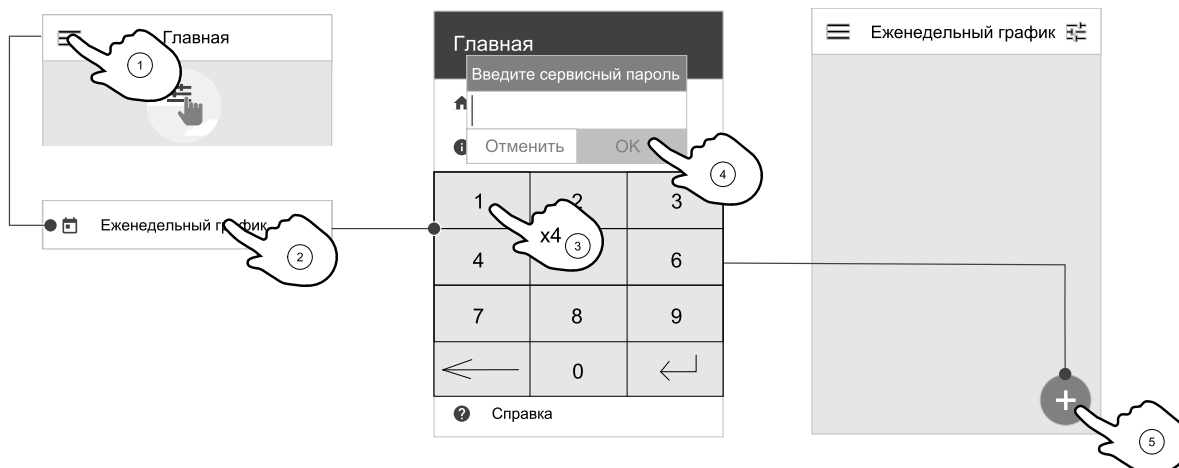 Главная
1
Еженедельный график
2
Главная
Введите сервисный пароль
Отменить OK
4
1 2 3
x4 3
4 6
7 8 9
0
Справка
Еженедельный график
5